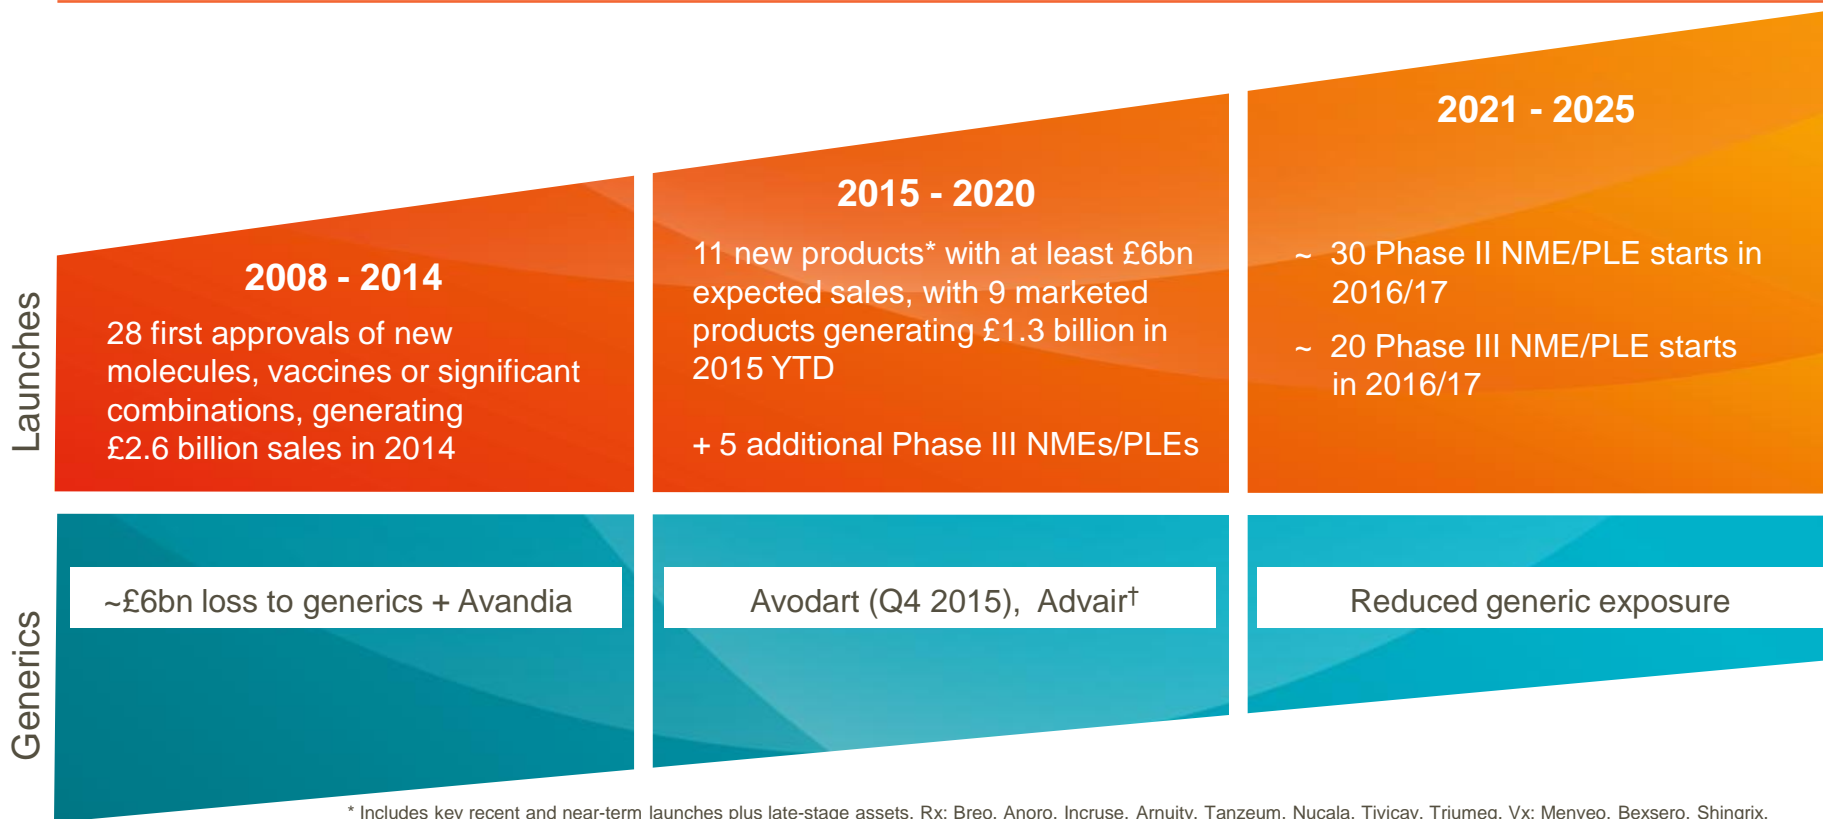 Launches
2008 - 2014
28 first approvals of new
molecules, vaccines or significant
combinations, generating
£2.6 billion sales in 2014
2015 - 2020
11 new products* with at least £6bn
expected sales, with 9 marketed
products generating £1.3 billion in
2015 YTD
+ 5 additional Phase III NMEs/PLEs
2021 - 2025
~ 30 Phase II NME/PLE starts in
2016/17
~ 20 Phase III NME/PLE starts
in 2016/17
Generics
~£6bn loss to generics + Avandia
Avodart (Q4 2015), Advair†
Reduced generic exposure
* Includes key recent and near-term launches plus late-stage assets. Rx: Breo, Anoro, Incruse, Arnuity, Tanzeum, Nucala, Tivicay, Triumeq. Vx: Menveo, Bexsero, Shingrix.